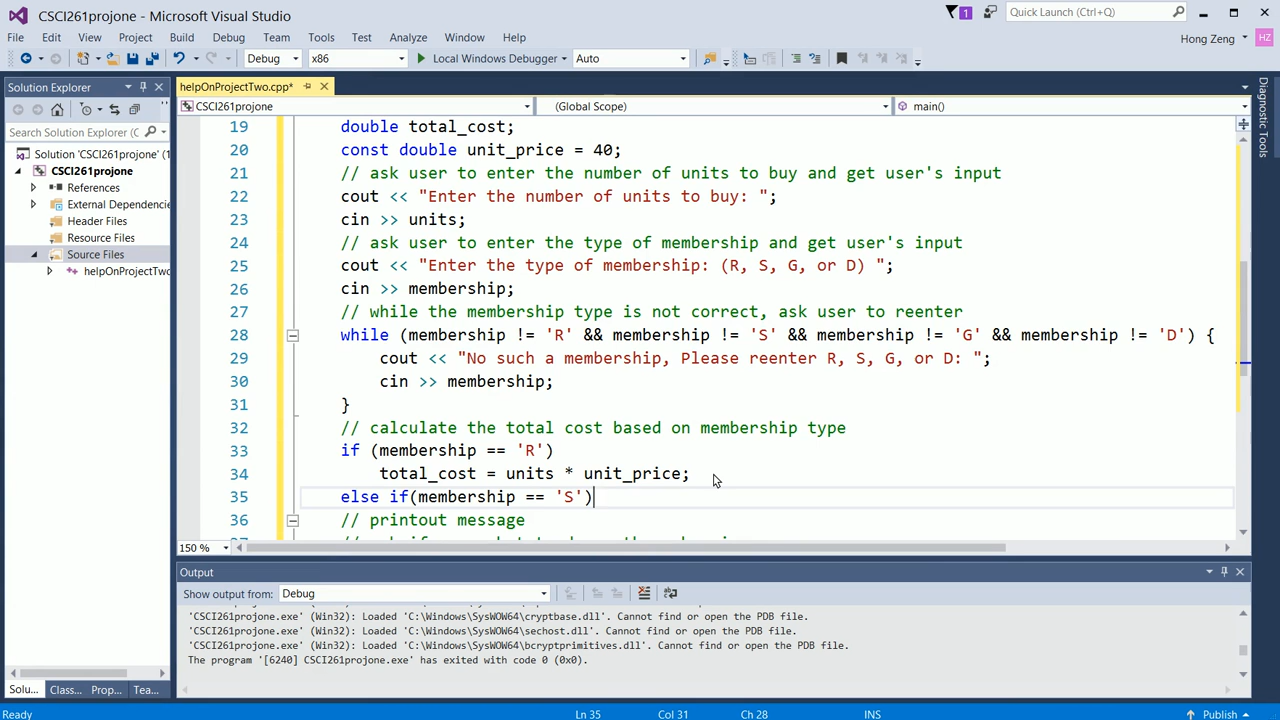 CSCI261projone - Microsoft Visual Studio
1
Quick Launch (Ctrl+Q)
File Edit View Project Build Debug Team Tools Test Analyze Window Help
Hong Zeng HZ
Debug x86 Local Windows Debugger Auto
Solution Explorer
helpOnProjectTwo.cpp*
CSCI261projone (Global Scope) main()
Search Solution Explorer (C
Solution 'CSCI261projone' (1
CSCI261projone
References
External Dependencie
Header Files
Resource Files
Source Files
helpOnProjectTwo
19 double total_cost;
20 const double unit_price = 40;
21 // ask user to enter the number of units to buy and get user's input
22 cout << "Enter the number of units to buy: ";
23 cin >> units;
24 // ask user to enter the type of membership and get user's input
25 cout << "Enter the type of membership: (R, S, G, or D) ";
26 cin >> membership;
27 // while the membership type is not correct, ask user to reenter
28 while (membership != 'R' && membership != 'S' && membership != 'G' && membership != 'D') {
29 cout << "No such a membership, Please reenter R, S, G, or D: ";
30 cin >> membership;
31 }
32 // calculate the total cost based on membership type
33 if (membership == 'R')
34 total_cost = units * unit_price;
35 else if(membership == 'S')
36 // printout message
150 %
Diagnostic Tools
Output
Show output from: Debug
'CSCI261projone.exe' (Win32): Loaded 'C:\Windows\SysWOW64\cryptbase.dll'. Cannot find or open the PDB file.
'CSCI261projone.exe' (Win32): Loaded 'C:\Windows\SysWOW64\sechost.dll'. Cannot find or open the PDB file.
'CSCI261projone.exe' (Win32): Loaded 'C:\Windows\SysWOW64\bcryptprimitives.dll'. Cannot find or open the PDB file.
The program '[6240] CSCI261projone.exe' has exited with code 0 (0x0).
Solu... Class... Prop... Tea...
Ready Ln 35 Col 31 Ch 28 INS Publish